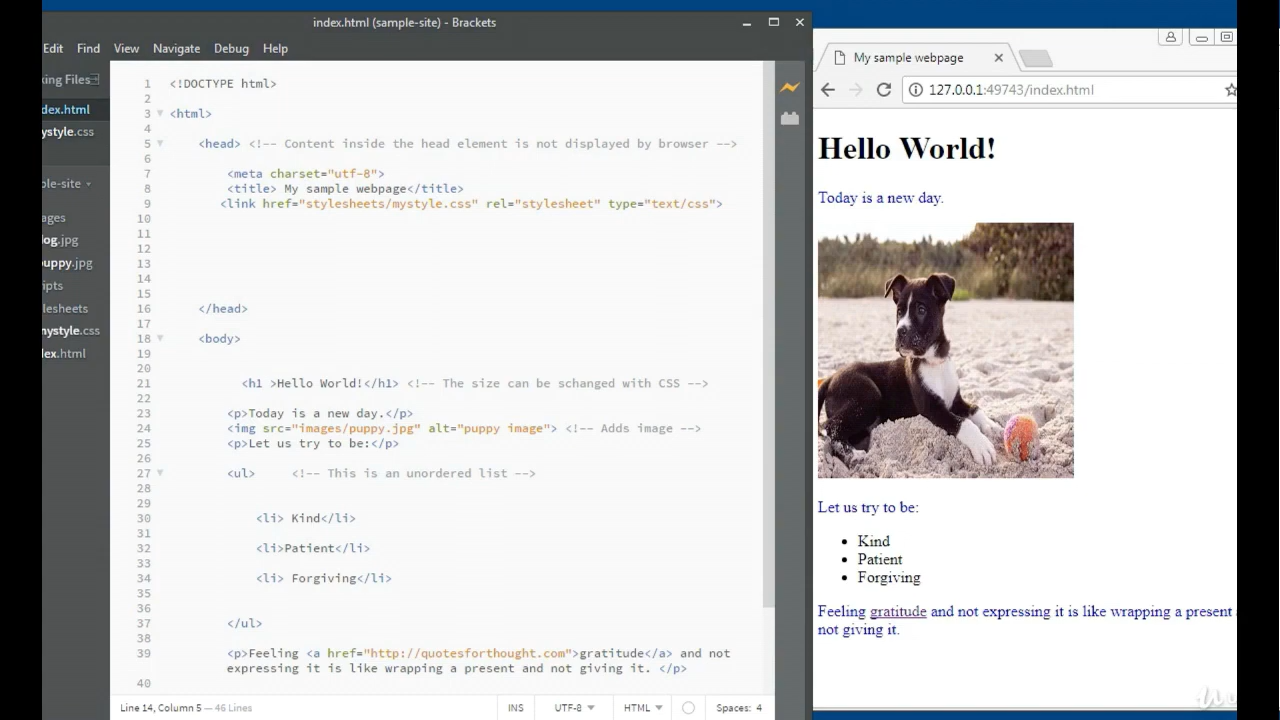 index.html (sample-site) - Brackets
Edit Find View Navigate Debug Help
king Files
dex.html
mystyle.css
ple-site
ages
log.jpg
puppy.jpg
ipts
lesheets
mystyle.css
dex.html
1 <!DOCTYPE html>
2
3 <html>
4
5 <head> <!-- Content inside the head element is not displayed by browser -->
6
7 <meta charset="utf-8">
8 <title> My sample webpage</title>
9 <link href="stylesheets/mystyle.css" rel="stylesheet" type="text/css">
10
11
12
13
14
15
16 </head>
17
18 <body>
19
20
21 <h1 >Hello World!</h1> <!-- The size can be schanged with CSS -->
22
23 <p>Today is a new day.</p>
24 <img src="images/puppy.jpg" alt="puppy image"> <!-- Adds image -->
25 <p>Let us try to be:</p>
26
27 <ul> <!-- This is an unordered list -->
28
29
30 <li> Kind</li>
31
32 <li>Patient</li>
33
34 <li> Forgiving</li>
35
36
37 </ul>
38
39 <p>Feeling <a href="http://quotesforthought.com">gratitude</a> and not
expressing it is like wrapping a present and not giving it. </p>
40
Line 14, Column 5 — 46 Lines
INS UTF-8 HTML Spaces: 4
My sample webpage
127.0.0.1:49743/index.html
Hello World!
Today is a new day.
Let us try to be:
Kind
Patient
Forgiving
Feeling gratitude and not expressing it is like wrapping a present
not giving it.